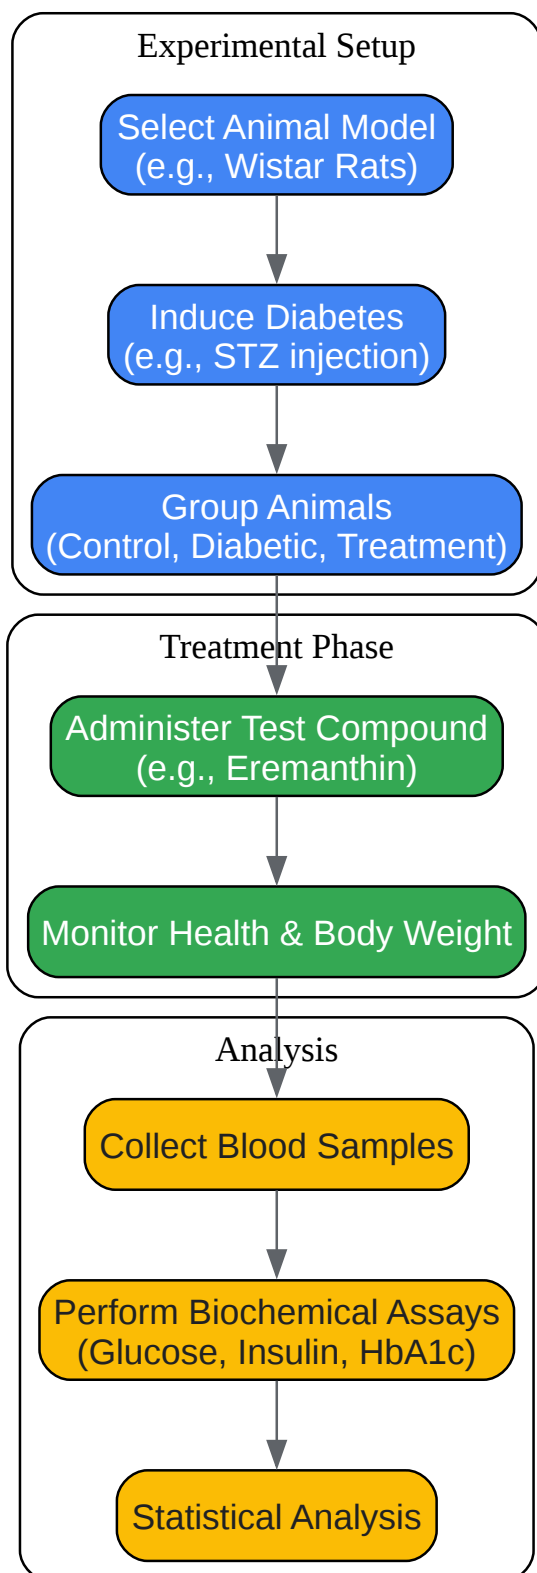 Experimental Setup
Select Animal Model
(e.g., Wistar Rats)
Induce Diabetes
(e.g., STZ injection)
Group Animals
(Control, Diabetic, Treatment)
Treatment Phase
Administer Test Compound
(e.g., Eremanthin)
Monitor Health & Body Weight
Analysis
Collect Blood Samples
Perform Biochemical Assays
(Glucose, Insulin, HbA1c)
Statistical Analysis